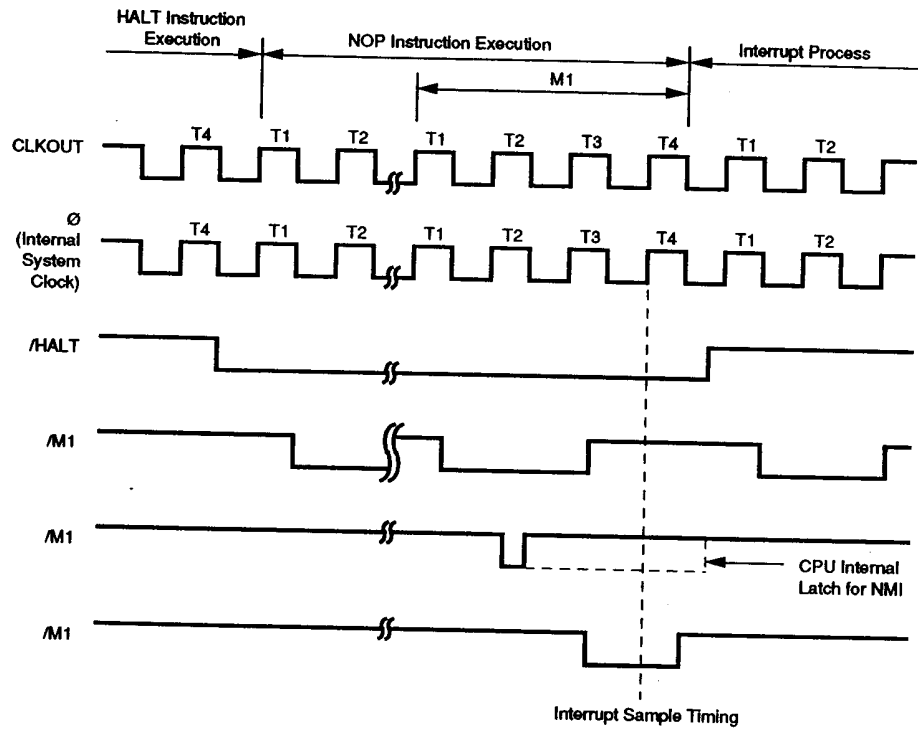 HALT Instruction
Execution
NOP Instruction Execution
Interrupt Process
M1
CLKOUT
T4 T1 T2 T1 T2 T3 T4 T1 T2
Ø
(Internal
System
Clock)
T4 T1 T2 T1 T2 T3 T4 T1 T2
/HALT
/M1
/M1
CPU Internal
Latch for NMI
/M1
Interrupt Sample Timing